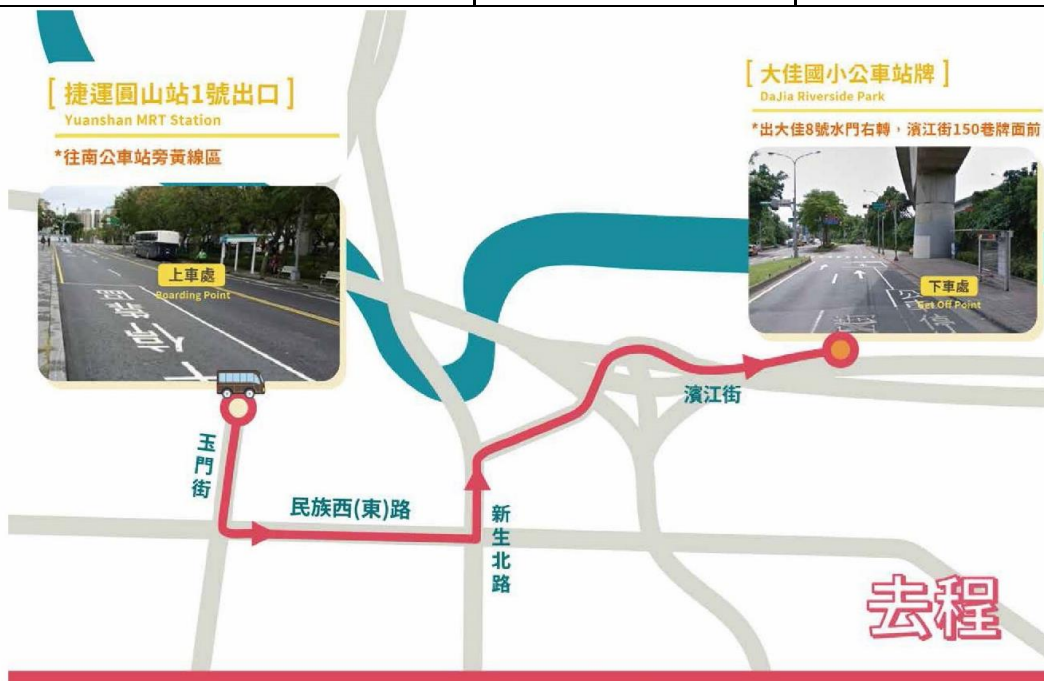 [ 捷運圓山站1號出口 ]
Yuanshan MRT Station
*往南公車站旁黃線區
上車處
Boarding Point
[ 大佳國小公車站牌 ]
DaJia Riverside Park
*出大佳8號水門右轉，濱江街150巷牌面前
下車處
Get Off Point
停
濱江街
玉門街
民族西(東)路
新生北路
去程